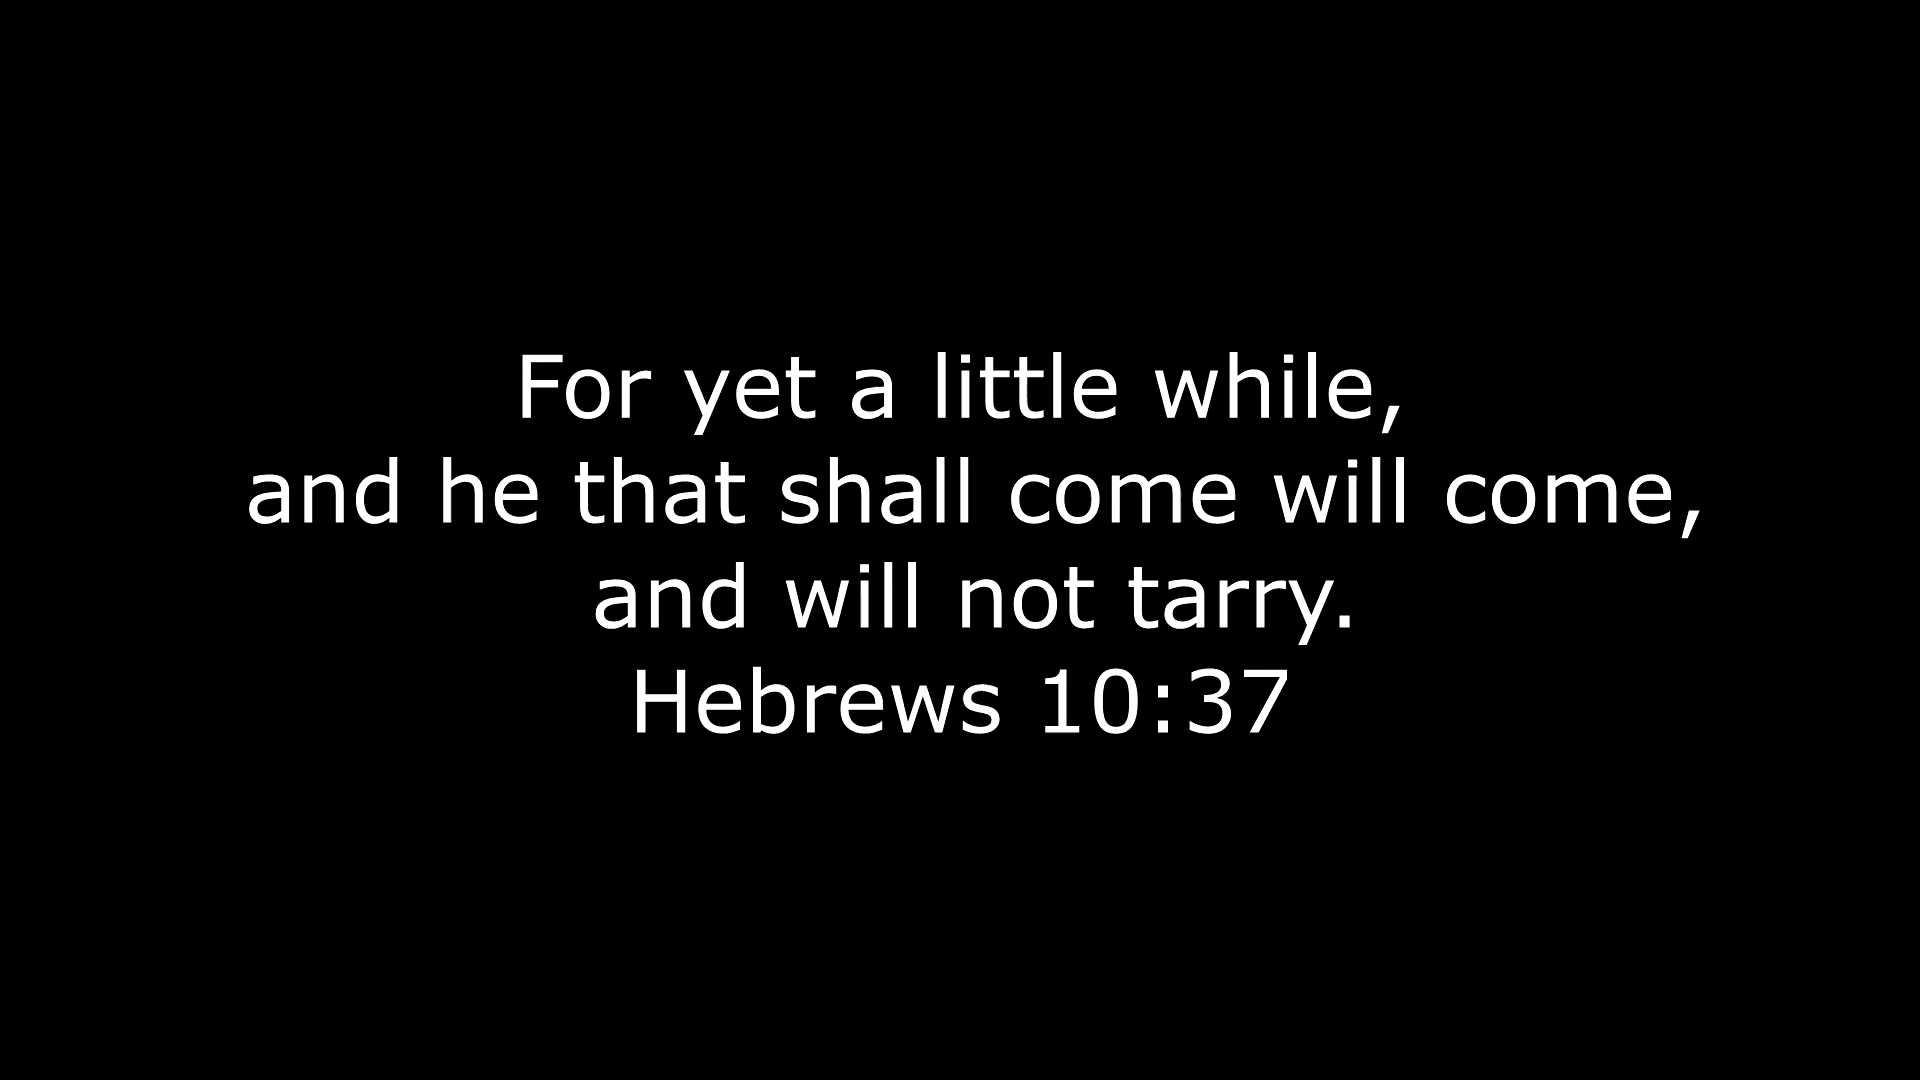 For yet a little while,
and he that shall come will come,
and will not tarry.
Hebrews 10:37